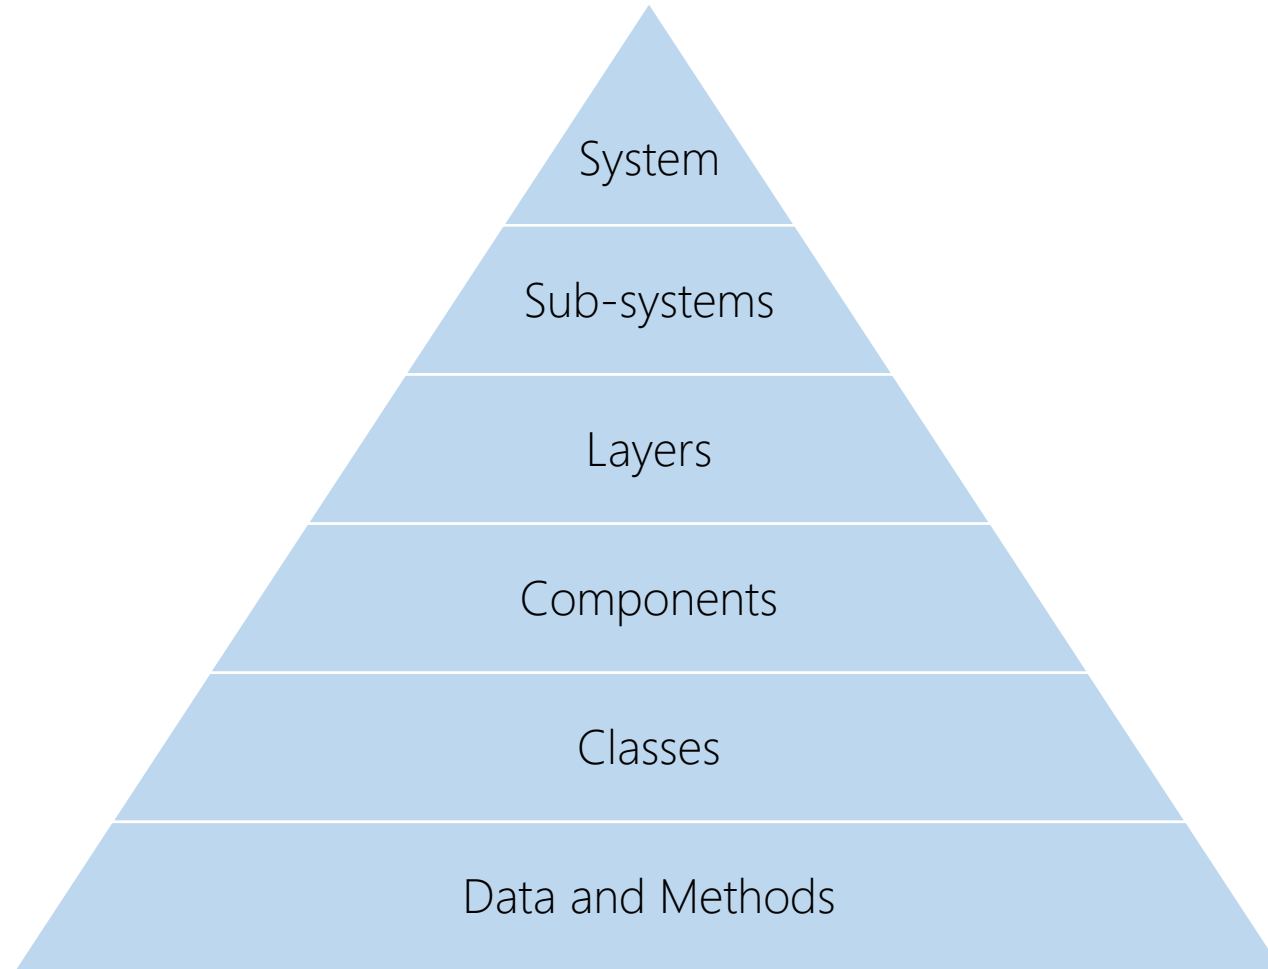 System
Sub-systems
Layers
Components
Classes
Data and Methods